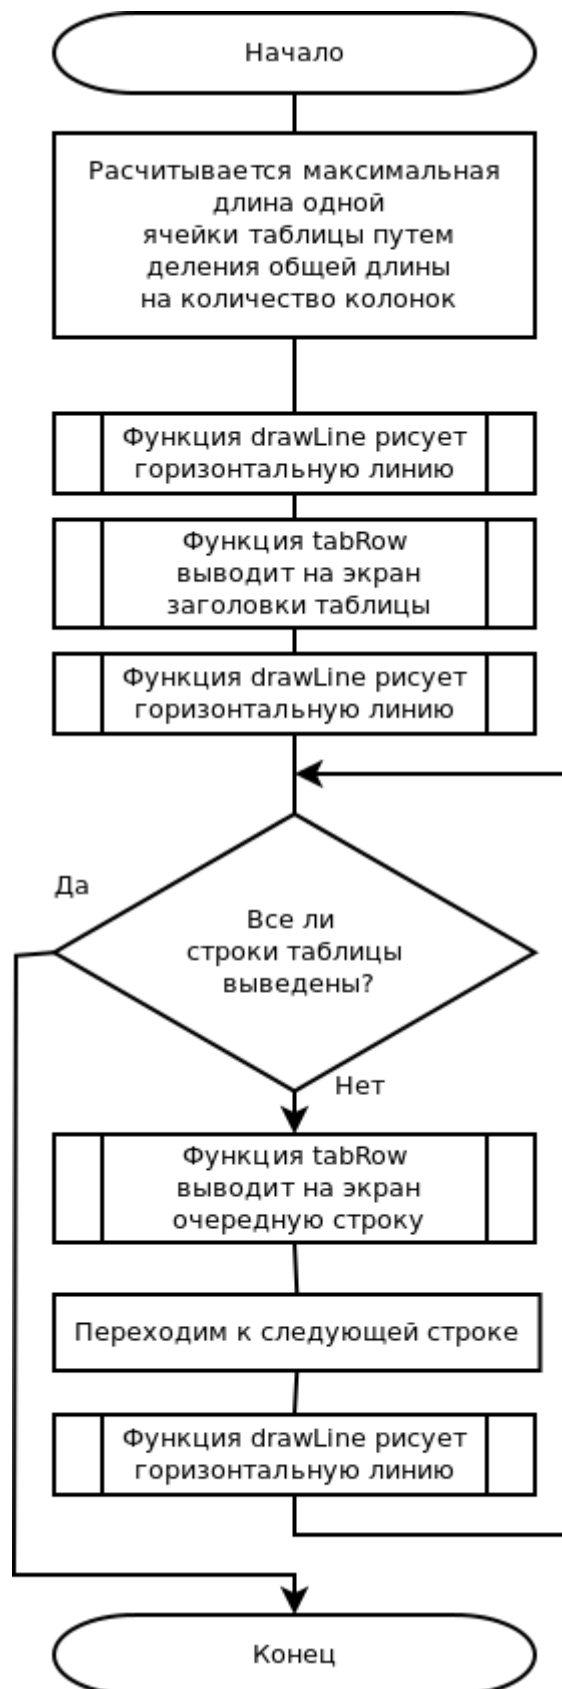 Начало
Расчитывается максимальная
длина одной
ячейки таблицы путем
деления общей длины
на количество колонок
Функция drawLine рисует
горизонтальную линию
Функция tabRow
выводит на экран
заголовки таблицы
Функция drawLine рисует
горизонтальную линию
Да
Все ли
строки таблицы
выведены?
Нет
Функция tabRow
выводит на экран
очередную строку
Переходим к следующей строке
Функция drawLine рисует
горизонтальную линию
Конец